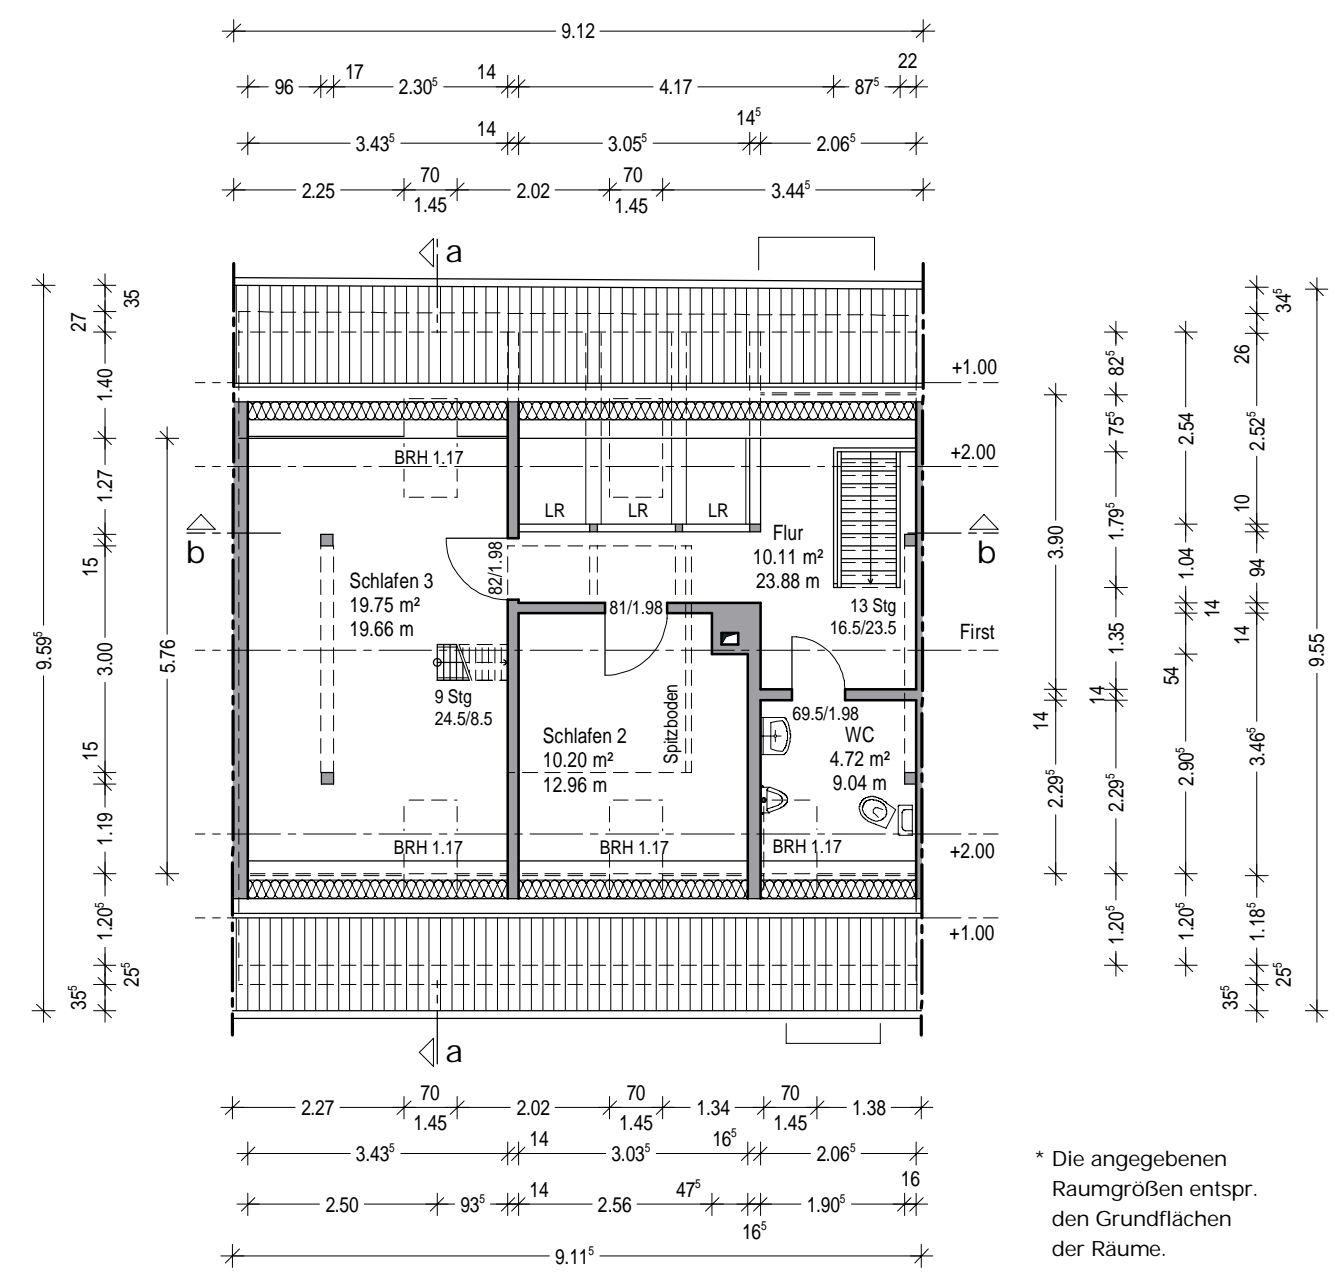 9.12
96 17 2.30⁵ 14 4.17 87⁵ 22
3.43⁵ 14 3.05⁵ 14⁵ 2.06⁵
2.25 70 2.02 70 3.44⁵
1.45 1.45
a
35
27
1.40
1.27
15
3.00
15
1.19
1.20⁵
25⁵
35⁵
9.59⁵
5.76
+1.00
BRH 1.17
+2.00
LR LR LR
b
b
Flur
10.11 m²
23.88 m
82/1.98
Schlafen 3
19.75 m²
19.66 m
13 Stg
16.5/23.5
81/1.98
First
9 Stg
24.5/8.5
Spitzboden
69.5/1.98
Schlafen 2
10.20 m²
12.96 m
WC
4.72 m²
9.04 m
BRH 1.17 BRH 1.17 BRH 1.17
+2.00
+1.00
a
3.90
14
2.29⁵
82⁵
75⁵
1.79⁵
1.35
14
2.29⁵
1.20⁵
2.54
1.04
14
54
2.90⁵
1.20⁵
34⁵
26
2.52⁵
10
94
14
3.46⁵
1.18⁵
25⁵
35⁵
9.55
2.27 70 2.02 70 1.34 70 1.38
1.45 1.45 1.45
3.43⁵ 14 3.03⁵ 16⁵ 2.06⁵
2.50 93⁵ 14 2.56 47⁵ 16⁵ 1.90⁵ 16
9.11⁵
* Die angegebenen
Raumgrößen entspr.
den Grundflächen
der Räume.